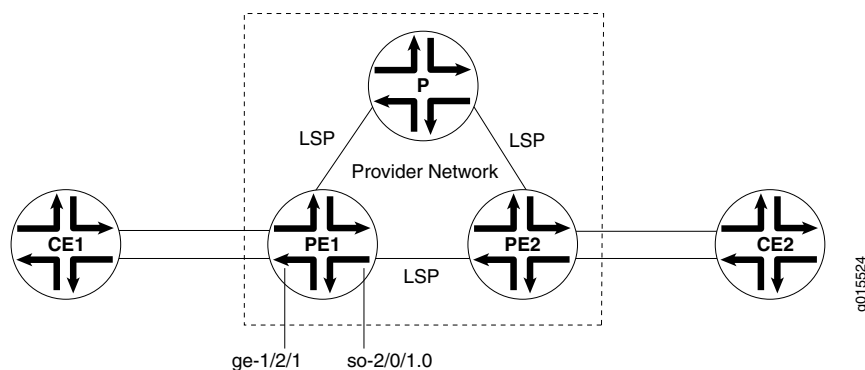 P
LSP
LSP
Provider Network
CE1
PE1
PE2
CE2
LSP
ge-1/2/1
so-2/0/1.0
g015524